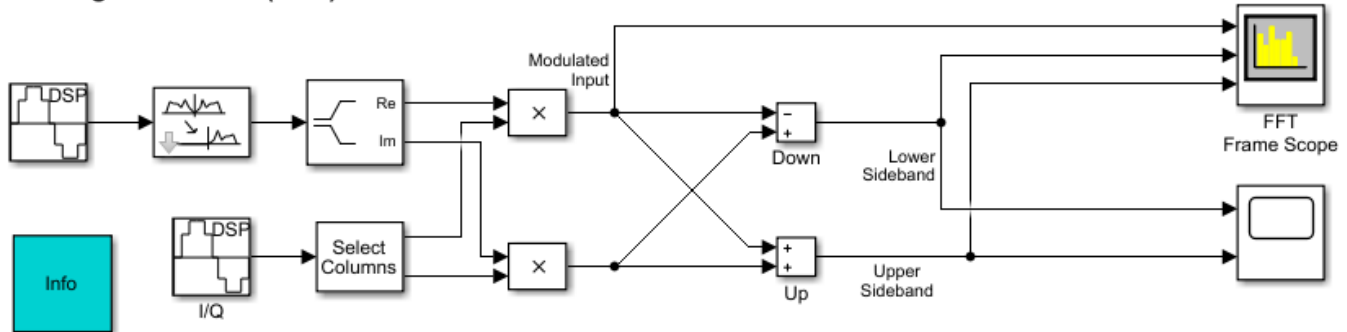 Modulated
Input
DSP
Re
Im
×
−
+
Down
Lower
Sideband
FFT
Frame Scope
DSP
I/Q
Select
Columns
×
+
+
Up
Upper
Sideband
Info